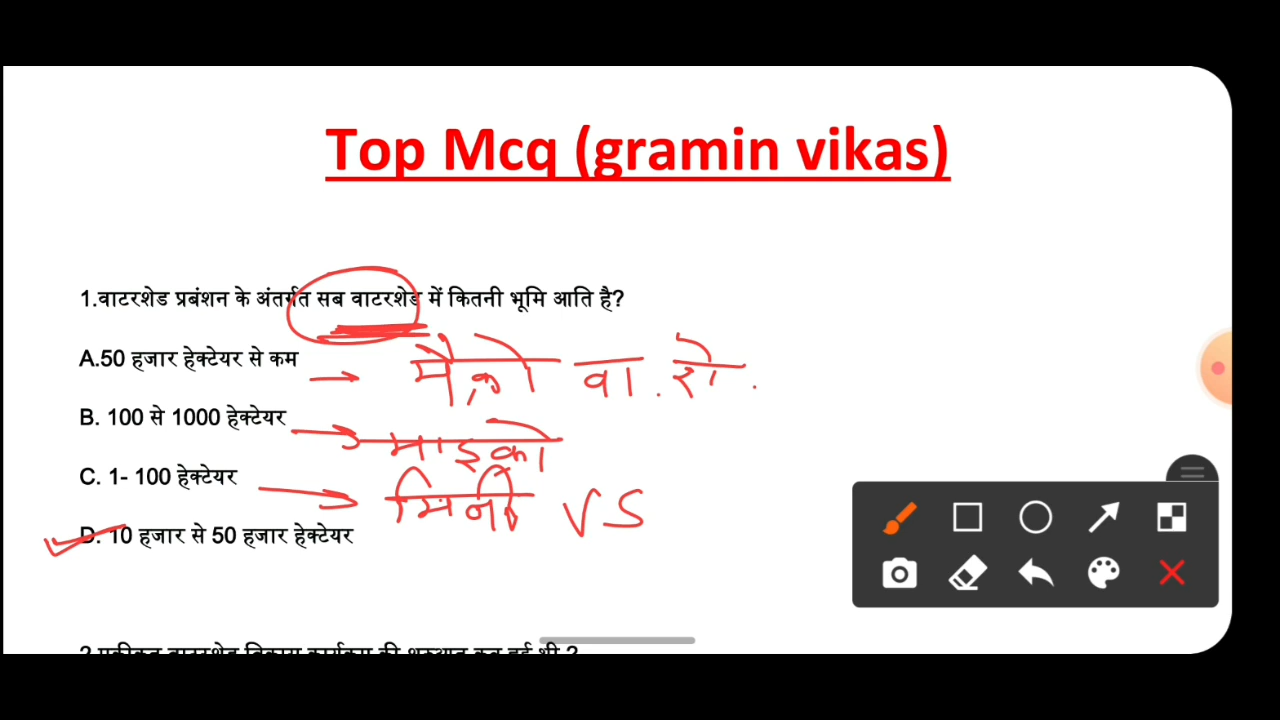 Top Mcq (gramin vikas)
1.वाटरशेड प्रबंशन के अंतर्गत सब वाटरशेड में कितनी भूमि आति है?
A.50 हजार हेक्टेयर से कम
मैक्रो वा. शे.
B. 100 से 1000 हेक्टेयर
माइक्रो
C. 1- 100 हेक्टेयर
मिनी VS
D. 10 हजार से 50 हजार हेक्टेयर